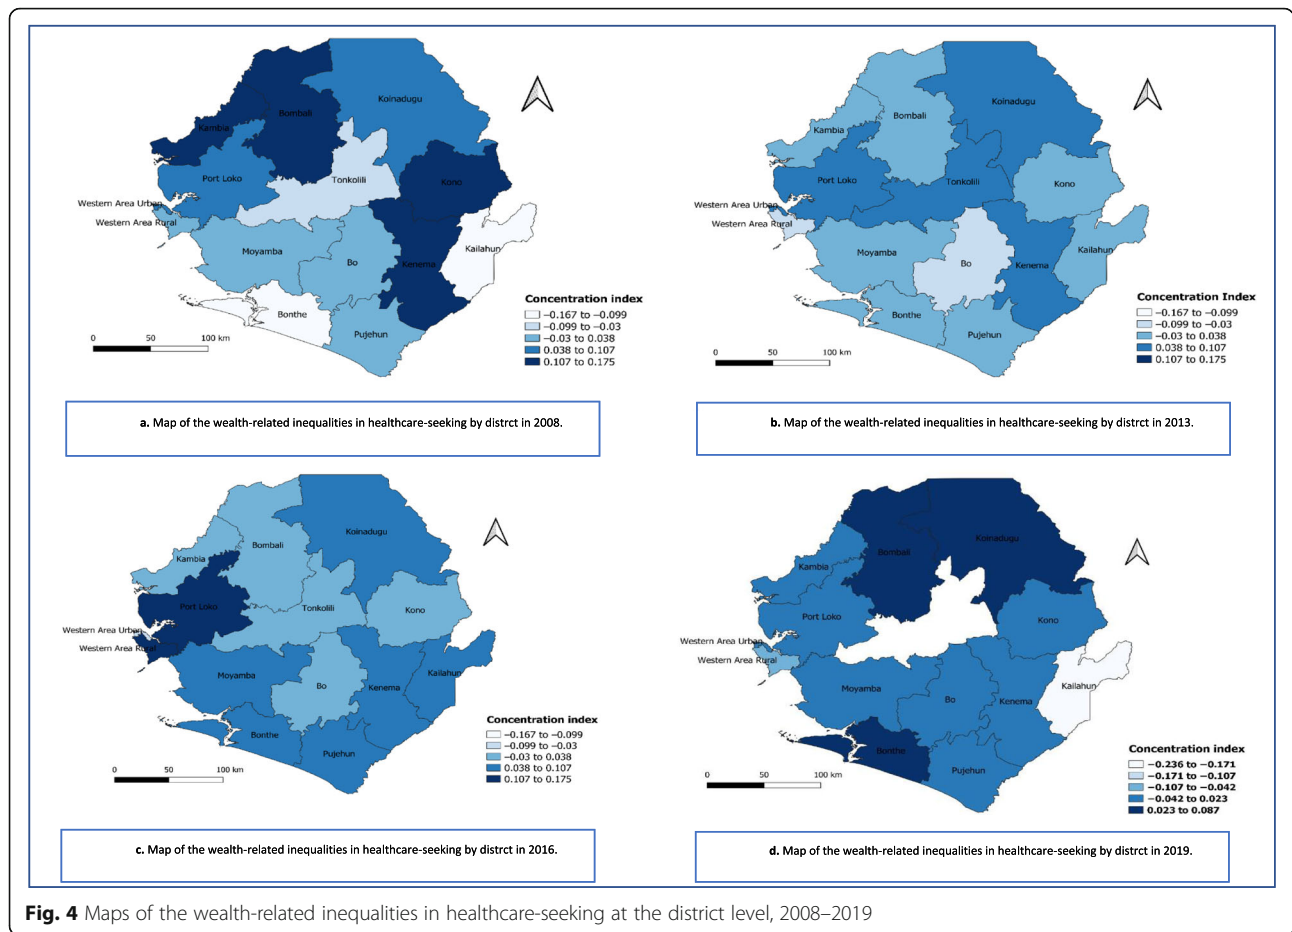 Koinadugu
Bombali
Kambia
Port Loko
Tonkolili
Kono
Western Area Urban
Western Area Rural
Moyamba
Bo
Kenema
Kailahun
Bonthe
Pujehun
Concentration index
−0.167 to −0.099
−0.099 to −0.03
−0.03 to 0.038
0.038 to 0.107
0.107 to 0.175
0 50 100 km
a. Map of the wealth-related inequalities in healthcare-seeking by distrct in 2008.
Koinadugu
Bombali
Kambia
Port Loko
Tonkolili
Kono
Western Area Urban
Western Area Rural
Moyamba
Bo
Kenema
Kailahun
Bonthe
Pujehun
Concentration Index
−0.167 to −0.099
−0.099 to −0.03
−0.03 to 0.038
0.038 to 0.107
0.107 to 0.175
0 50 100 km
b. Map of the wealth-related inequalities in healthcare-seeking by distrct in 2013.
Koinadugu
Bombali
Kambia
Port Loko
Tonkolili
Kono
Western Area Urban
Western Area Rural
Moyamba
Bo
Kenema
Kailahun
Bonthe
Pujehun
Concentration index
−0.167 to −0.099
−0.099 to −0.03
−0.03 to 0.038
0.038 to 0.107
0.107 to 0.175
0 50 100 km
c. Map of the wealth-related inequalities in healthcare-seeking by distrct in 2016.
Koinadugu
Bombali
Kambia
Port Loko
Kono
Western Area Urban
Western Area Rural
Moyamba
Bo
Kenema
Kailahun
Bonthe
Pujehun
Concentration index
−0.236 to −0.171
−0.171 to −0.107
−0.107 to −0.042
−0.042 to 0.023
0.023 to 0.087
0 50 100 km
d. Map of the wealth-related inequalities in healthcare-seeking by distrct in 2019.
Fig. 4 Maps of the wealth-related inequalities in healthcare-seeking at the district level, 2008–2019